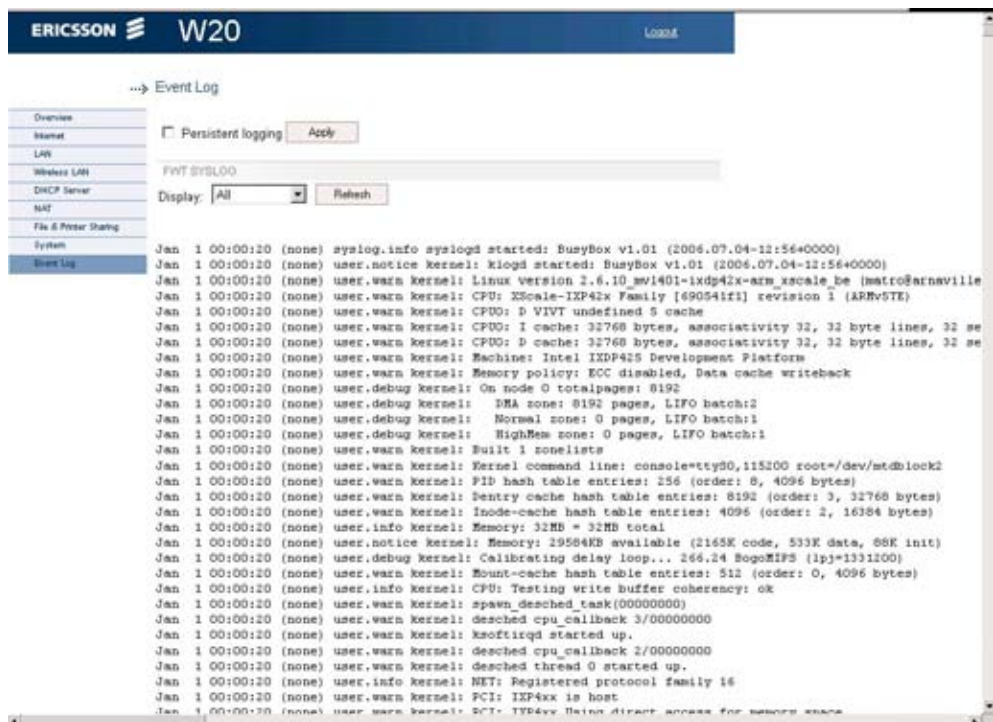 ERICSSON W20 Logout
Event Log
Overview
Internet
LAN
Wireless LAN
DHCP Server
NAT
File & Printer Sharing
System
Event Log
Persistent logging Apply
FWT SYSLOG
Display: All Refresh
Jan 1 00:00:20 (none) syslog.info syslogd started: BusyBox v1.01 (2006.07.04-12:56+0000)
Jan 1 00:00:20 (none) user.notice kernel: klogd started: BusyBox v1.01 (2006.07.04-12:56+0000)
Jan 1 00:00:20 (none) user.warn kernel: Linux version 2.6.10_mvl401-ixdp42x-arm_xscale_be (matro@arnaville
Jan 1 00:00:20 (none) user.warn kernel: CPU: XScale-IXP42x Family [690541f1] revision 1 (ARMv5TE)
Jan 1 00:00:20 (none) user.warn kernel: CPU0: D VIVT undefined 5 cache
Jan 1 00:00:20 (none) user.warn kernel: CPU0: I cache: 32768 bytes, associativity 32, 32 byte lines, 32 se
Jan 1 00:00:20 (none) user.warn kernel: CPU0: D cache: 32768 bytes, associativity 32, 32 byte lines, 32 se
Jan 1 00:00:20 (none) user.warn kernel: Machine: Intel IXDP425 Development Platform
Jan 1 00:00:20 (none) user.warn kernel: Memory policy: ECC disabled, Data cache writeback
Jan 1 00:00:20 (none) user.debug kernel: On node 0 totalpages: 8192
Jan 1 00:00:20 (none) user.debug kernel: DMA zone: 8192 pages, LIFO batch:2
Jan 1 00:00:20 (none) user.debug kernel: Normal zone: 0 pages, LIFO batch:1
Jan 1 00:00:20 (none) user.debug kernel: HighMem zone: 0 pages, LIFO batch:1
Jan 1 00:00:20 (none) user.warn kernel: Built 1 zonelists
Jan 1 00:00:20 (none) user.warn kernel: Kernel command line: console=ttyS0,115200 root=/dev/mtdblock2
Jan 1 00:00:20 (none) user.warn kernel: PID hash table entries: 256 (order: 8, 4096 bytes)
Jan 1 00:00:20 (none) user.warn kernel: Dentry cache hash table entries: 8192 (order: 3, 32768 bytes)
Jan 1 00:00:20 (none) user.warn kernel: Inode-cache hash table entries: 4096 (order: 2, 16384 bytes)
Jan 1 00:00:20 (none) user.info kernel: Memory: 32MB = 32MB total
Jan 1 00:00:20 (none) user.notice kernel: Memory: 29584KB available (2165K code, 533K data, 88K init)
Jan 1 00:00:20 (none) user.debug kernel: Calibrating delay loop... 266.24 BogoMIPS (lpj=1331200)
Jan 1 00:00:20 (none) user.warn kernel: Mount-cache hash table entries: 512 (order: 0, 4096 bytes)
Jan 1 00:00:20 (none) user.info kernel: CPU: Testing write buffer coherency: ok
Jan 1 00:00:20 (none) user.warn kernel: spawn_desched_task(00000000)
Jan 1 00:00:20 (none) user.warn kernel: desched cpu_callback 3/00000000
Jan 1 00:00:20 (none) user.warn kernel: ksoftirqd started up.
Jan 1 00:00:20 (none) user.warn kernel: desched cpu_callback 2/00000000
Jan 1 00:00:20 (none) user.warn kernel: desched thread 0 started up.
Jan 1 00:00:20 (none) user.info kernel: NET: Registered protocol family 16
Jan 1 00:00:20 (none) user.warn kernel: PCI: IXP4xx is host
Jan 1 00:00:20 (none) user.warn kernel: PCI: IXP4xx Using direct access for memory space